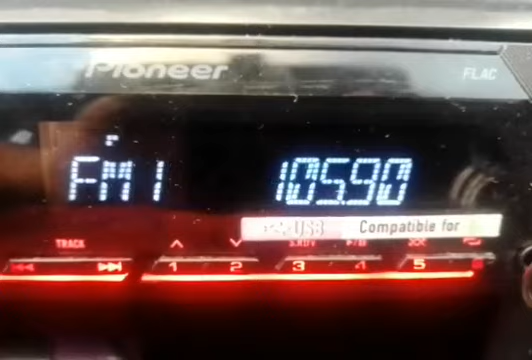 Pioneer
FLAC
FM1 105.90
USB Compatible for
TRACK
1 2 3 4 5